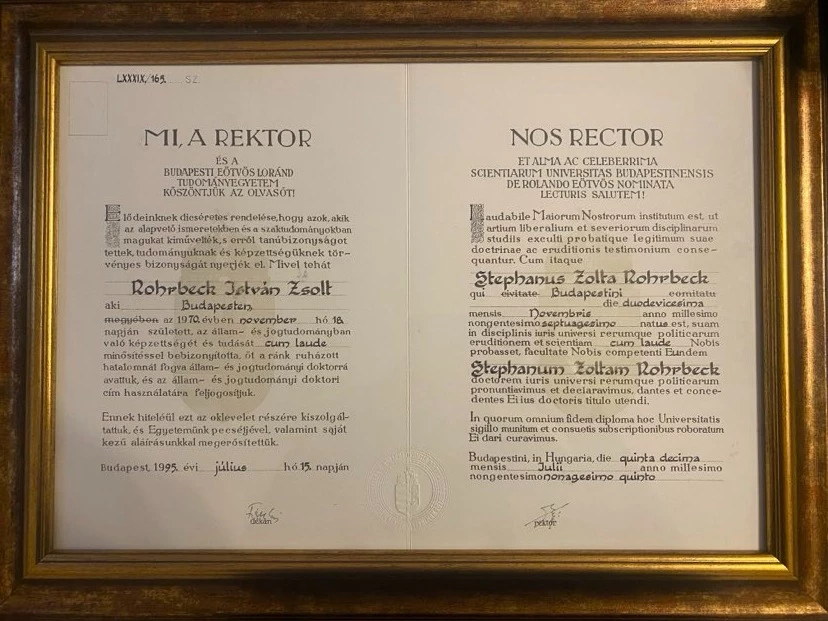 LXXXIX./165. SZ.
MI, A REKTOR
ÉS A
BUDAPESTI EÖTVÖS LORÁND
TUDOMÁNYEGYETEM
KÖSZÖNTJÜK AZ OLVASÓT!
Elődeinknek dicséretes rendelése, hogy azok, akik
az alapvető ismeretekben és a szaktudományokban
magukat kiművelték, s erről tanúbizonyságot
tettek, tudományuknak és képzettségüknek tör-
vényes bizonyságát nyerjék el. Mivel tehát
Rohrbeck István Zsolt
aki Budapesten,
megyében az 1970. évben november hó 18.
napján született, az állam- és jogtudományban
való képzettségét és tudását cum laude
minősítéssel bebizonyította, őt a ránk ruházott
hatalomnál fogva állam- és jogtudományi doktorrá
avattuk, és az állam- és jogtudományi doktori
cím használatára feljogosítjuk.
Ennek hiteléül ezt az oklevelet részére kiszolgál-
tattuk, és Egyetemünk pecsétjével, valamint saját
kezű aláírásunkkal megerősítettük.
Budapest, 1995. évi július hó 15. napján
dékán
NOS RECTOR
ET ALMA AC CELEBERRIMA
SCIENTIARUM UNIVERSITAS BUDAPESTINENSIS
DE ROLANDO EÖTVÖS NOMINATA
LECTURIS SALUTEM!
Laudabile Maiorum Nostrorum institutum est, ut
artium liberalium et severiorum disciplinarum
studiis exculti probatique legitimum suae
doctrinae ac eruditionis testimonium conse-
quantur. Cum itaque
Stephanus Zolta Rohrbeck
qui civitate Budapestini comitatu
die duodevicesima
mensis Novembris anno millesimo
nongentesimo septuagesimo natus est, suam
in disciplinis iuris universi rerumque politicarum
eruditionem et scientiam cum laude Nobis
probasset, facultate Nobis competenti Eundem
Stephanum Zoltam Rohrbeck
doctorem iuris universi rerumque politicarum
pronuntiavimus et declaravimus, dantes et conce-
dentes Ei ius doctoris titulo utendi.
In quorum omnium fidem diploma hoc Universitatis
sigillo munitum et consuetis subscriptionibus roboratum
Ei dari curavimus.
Budapestini, in Hungaria, die quinta decima
mensis Julii anno millesimo
nongentesimo nonagesimo quinto
rektor